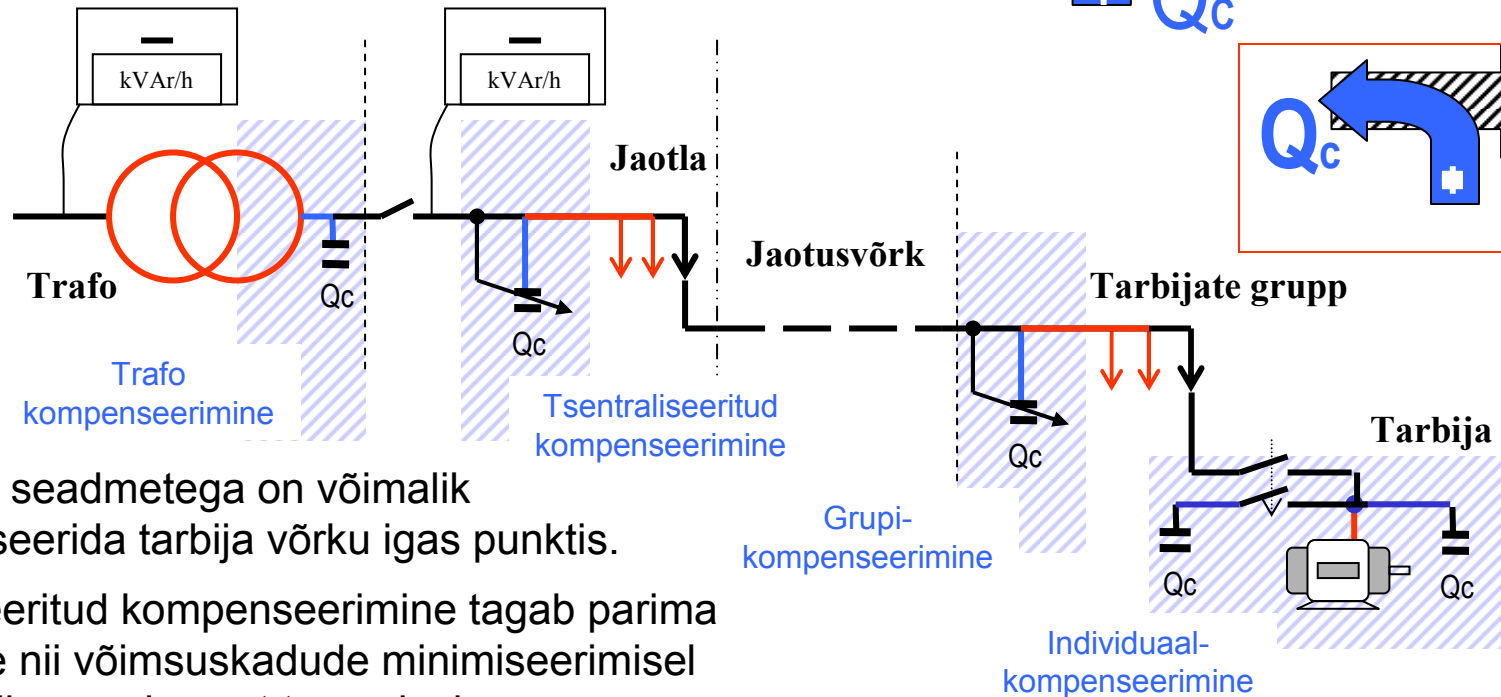 Qc
kVAr/h
kVAr/h
Qc
Jaotla
Jaotusvõrk
Trafo
Qc
Tarbijate grupp
Qc
Trafo
kompenseerimine
Tsentraliseeritud
kompenseerimine
Tarbija
Qc
seadmetega on võimalik
seerida tarbija võrku igas punktis.
Grupi-
kompenseerimine
Qc
Qc
eeritud kompenseerimine tagab parima
e nii võimsuskadude minimiseerimisel
Individuaal-
kompenseerimine